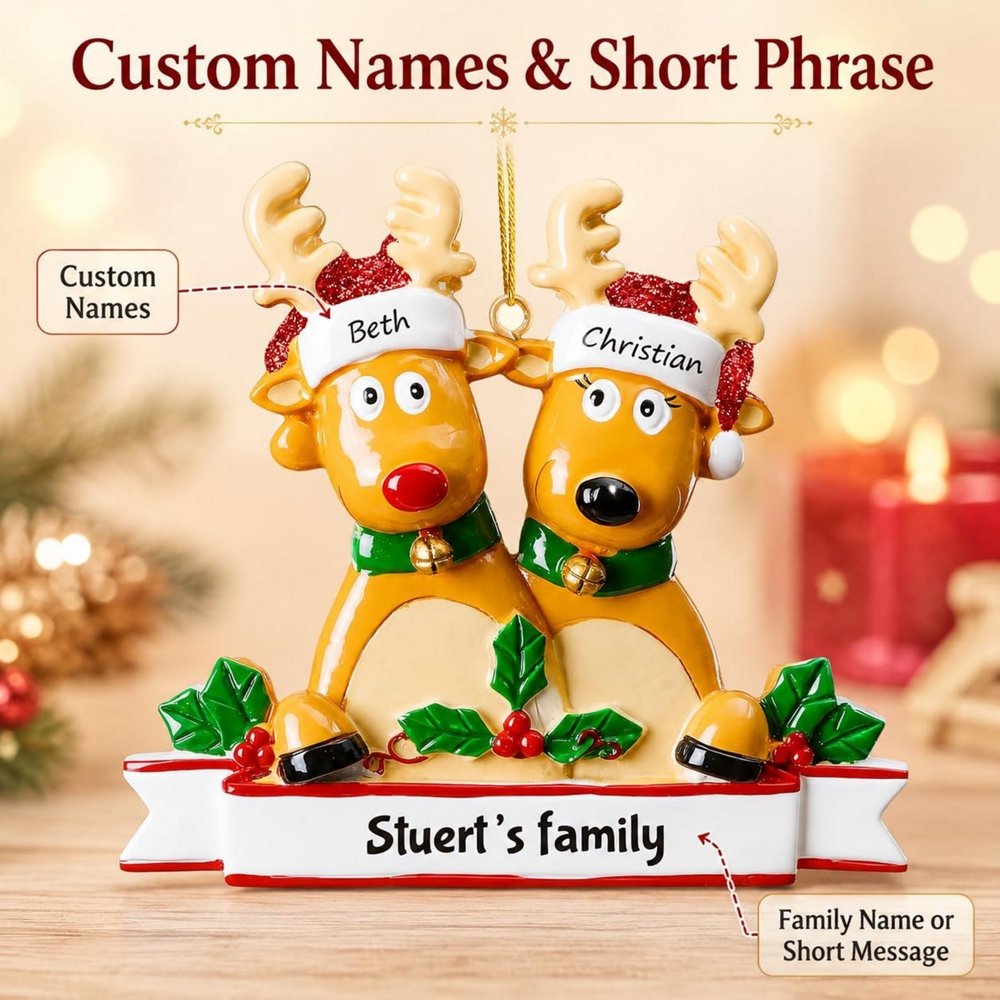 Custom Names & Short Phrase
Custom
Names
Beth
Christian
Stuert's family
Family Name or
Short Message